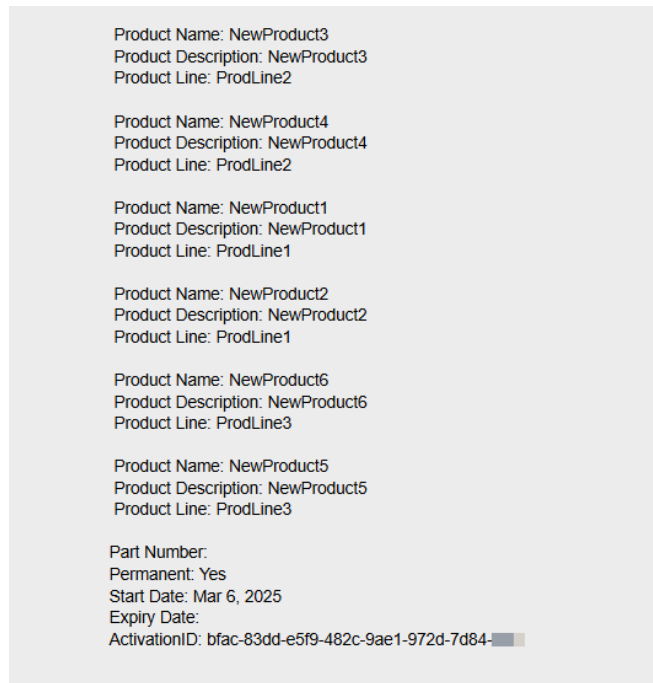 Product Name: NewProduct3
Product Description: NewProduct3
Product Line: ProdLine2
Product Name: NewProduct4
Product Description: NewProduct4
Product Line: ProdLine2
Product Name: NewProduct1
Product Description: NewProduct1
Product Line: ProdLine1
Product Name: NewProduct2
Product Description: NewProduct2
Product Line: ProdLine1
Product Name: NewProduct6
Product Description: NewProduct6
Product Line: ProdLine3
Product Name: NewProduct5
Product Description: NewProduct5
Product Line: ProdLine3
Part Number:
Permanent: Yes
Start Date: Mar 6, 2025
Expiry Date:
ActivationID: bfac-83dd-e5f9-482c-9ae1-972d-7d84-